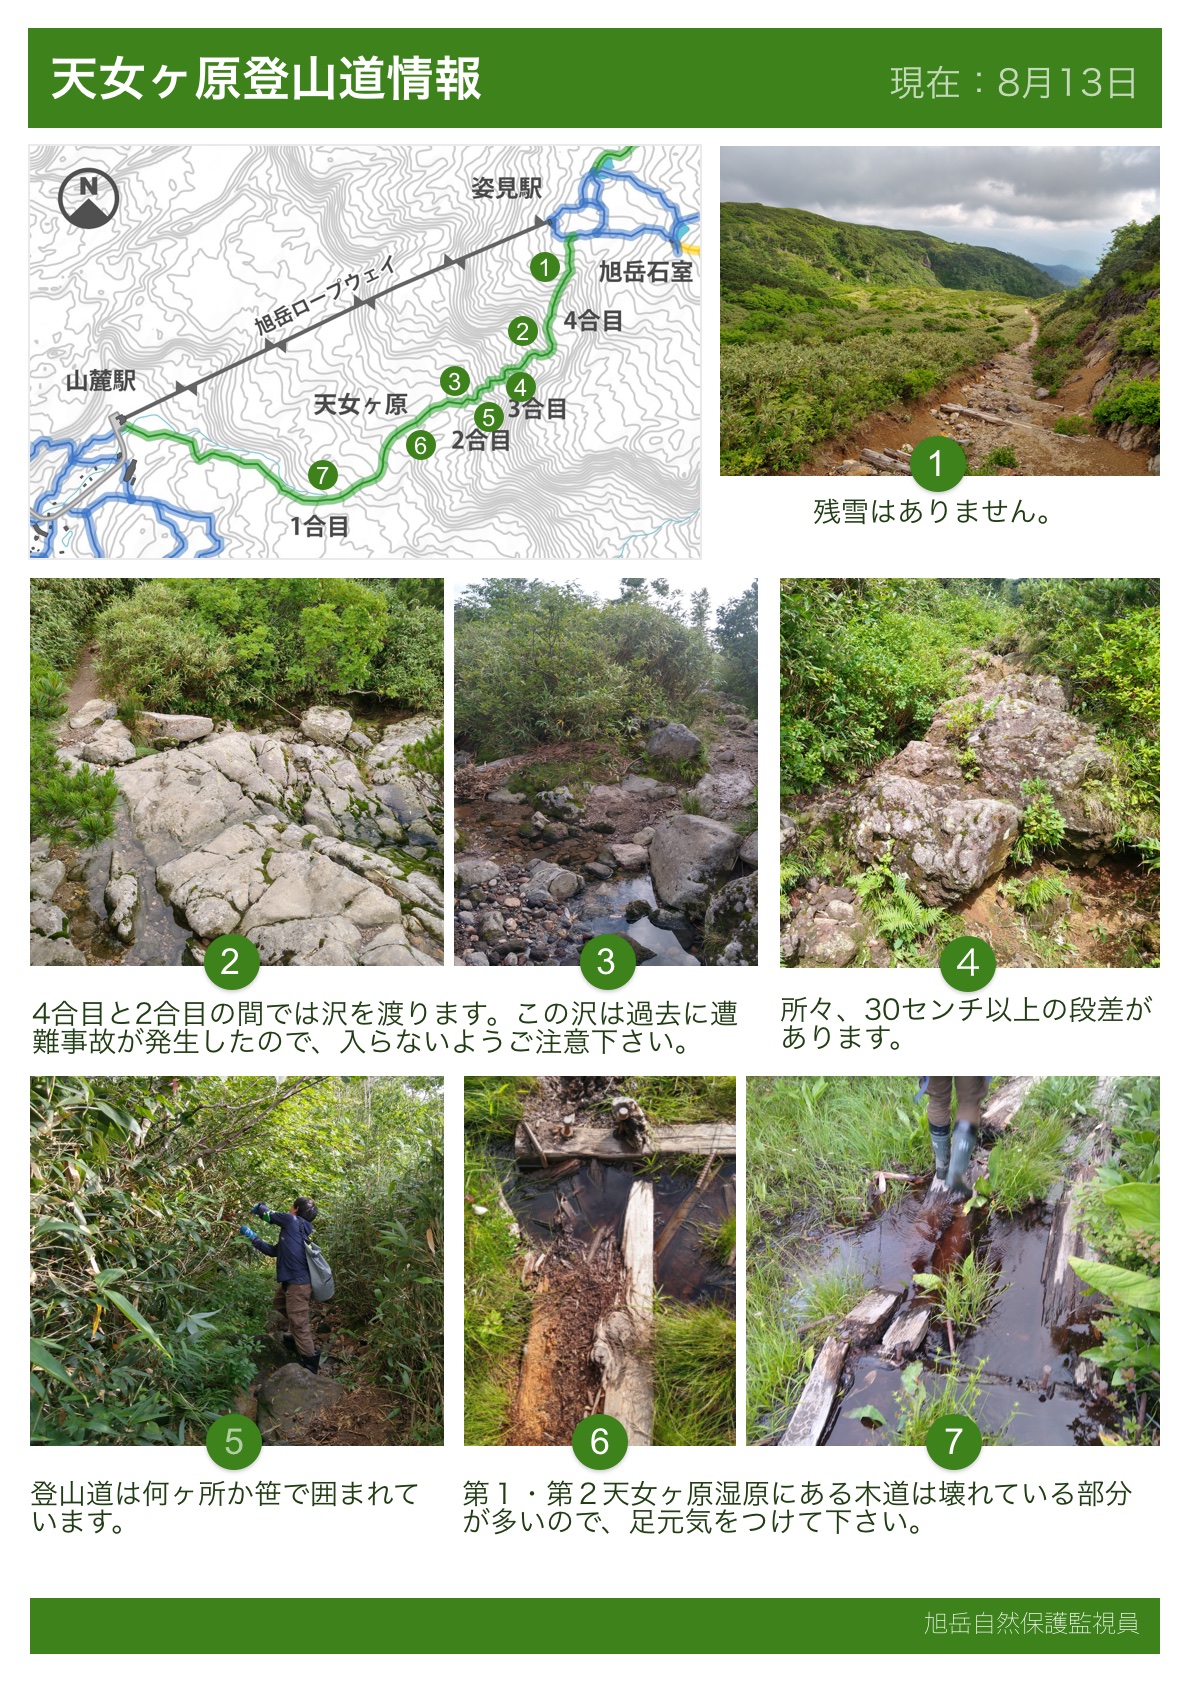 天女ヶ原登山道情報
現在：8月13日
N
姿見駅
旭岳ロープウェイ
旭岳石室
1
4合目
2
山麓駅
天女ヶ原
3
4
3合目
5
2合目
6
7
1合目
1
残雪はありません。
2
3
4合目と2合目の間では沢を渡ります。この沢は過去に遭
難事故が発生したので、入らないようご注意下さい。
4
所々、30センチ以上の段差が
あります。
5
登山道は何ヶ所か笹で囲まれて
います。
6
7
第１・第２天女ヶ原湿原にある木道は壊れている部分
が多いので、足元気をつけて下さい。
旭岳自然保護監視員